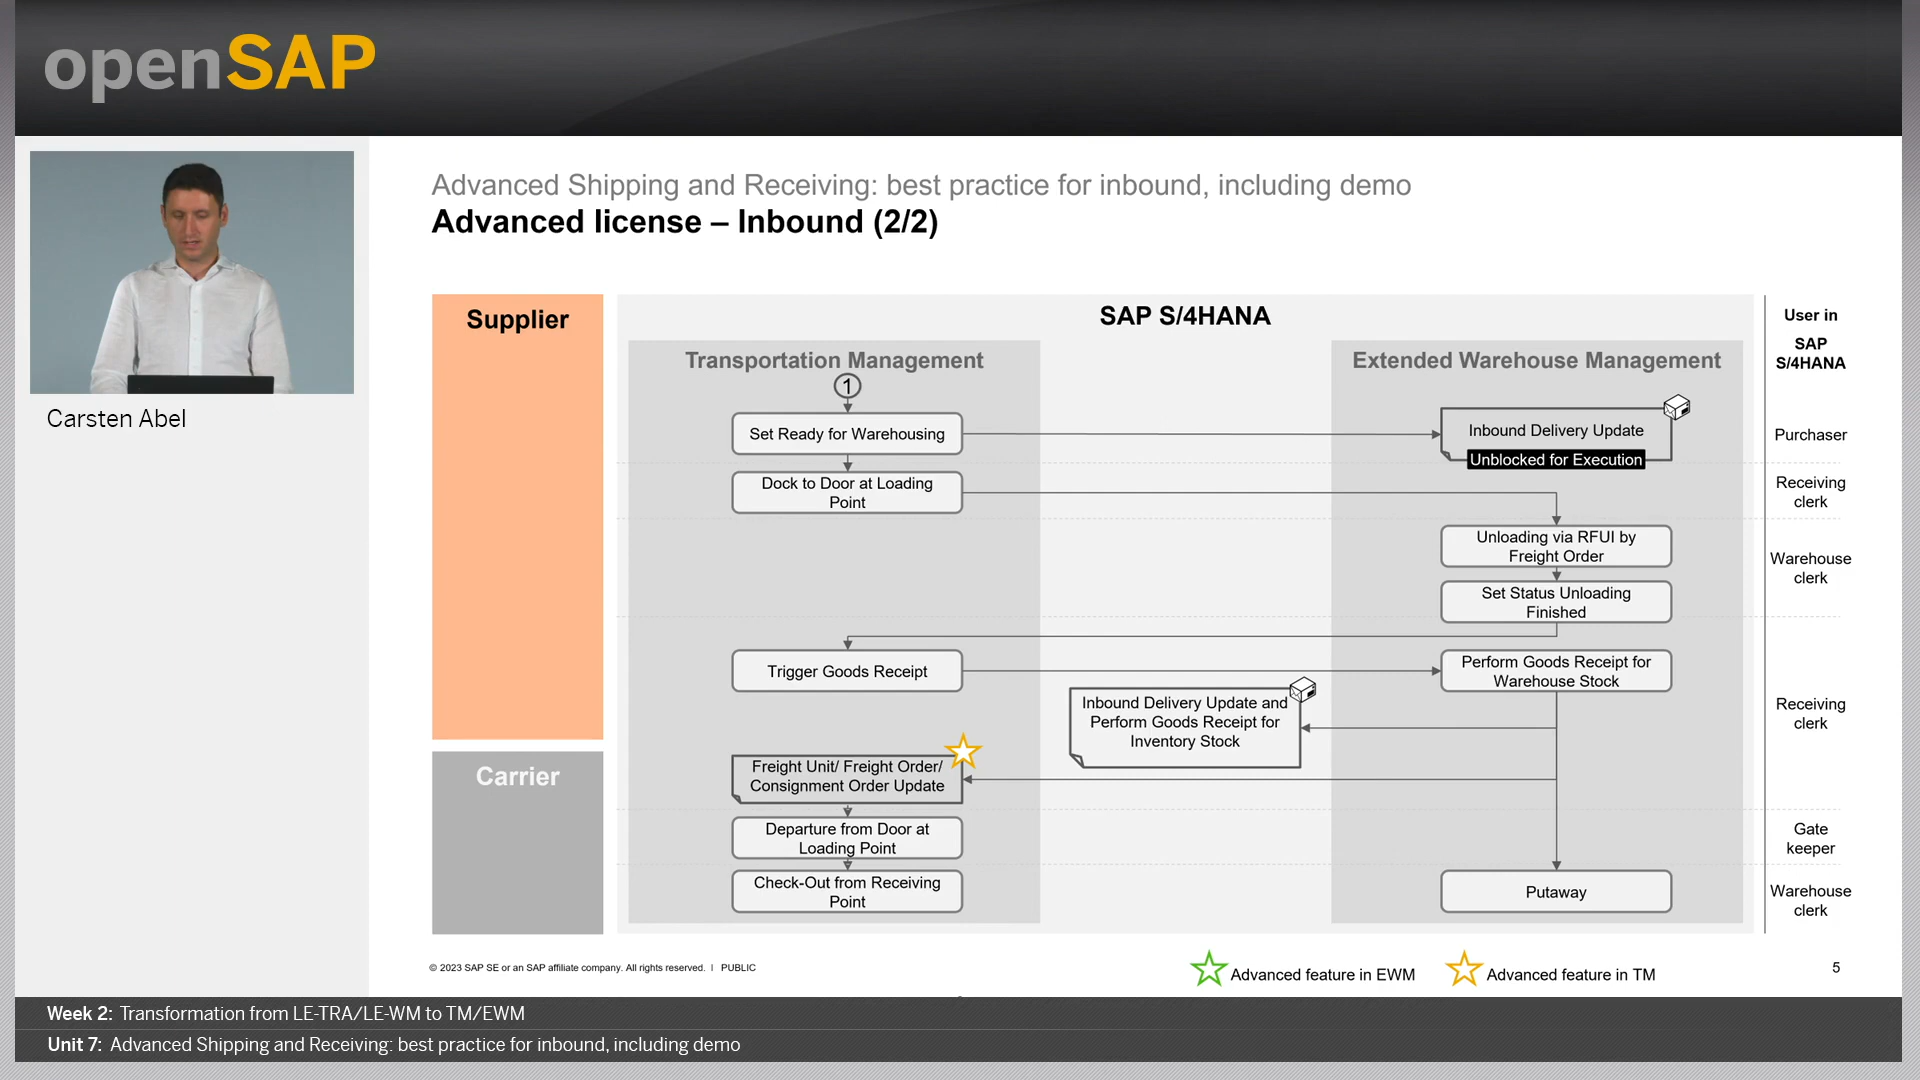 openSAP
Carsten Abel
Advanced Shipping and Receiving: best practice for inbound, including demo
Advanced license – Inbound (2/2)
Supplier
SAP S/4HANA
User in
SAP
S/4HANA
Transportation Management
Extended Warehouse Management
1
Set Ready for Warehousing
Inbound Delivery Update
Unblocked for Execution
Purchaser
Dock to Door at Loading
Point
Receiving
clerk
Unloading via RFUI by
Freight Order
Set Status Unloading
Finished
Warehouse
clerk
Trigger Goods Receipt
Perform Goods Receipt for
Warehouse Stock
Inbound Delivery Update and
Perform Goods Receipt for
Inventory Stock
Receiving
clerk
Carrier
Freight Unit/ Freight Order/
Consignment Order Update
Departure from Door at
Loading Point
Gate
keeper
Check-Out from Receiving
Point
Putaway
Warehouse
clerk
© 2023 SAP SE or an SAP affiliate company. All rights reserved. | PUBLIC
Advanced feature in EWM
Advanced feature in TM
5
Week 2: Transformation from LE-TRA/LE-WM to TM/EWM
Unit 7: Advanced Shipping and Receiving: best practice for inbound, including demo